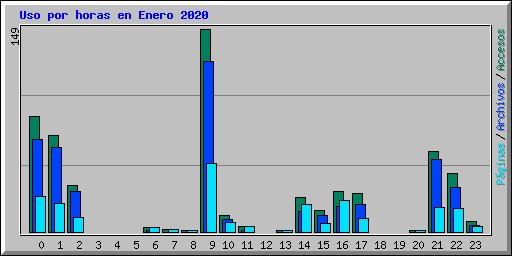 Uso por horas en Enero 2020
149
Páginas/Archivos/Accesos
0 1 2 3 4 5 6 7 8 9 10 11 12 13 14 15 16 17 18 19 20 21 22 23